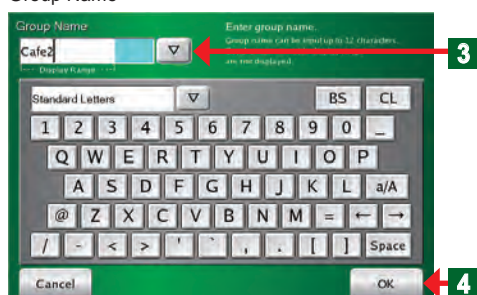 Group Name
Group Name
Enter group name.
Group name can be input up to 12 characters.
are not displayed.
Cafe2
Display Range
3
Standard Letters
BS CL
1 2 3 4 5 6 7 8 9 0 _
Q W E R T Y U I O P
A S D F G H J K L a/A
@ Z X C V B N M = ← →
/ - < > ' ` , . [ ] Space
Cancel OK
4